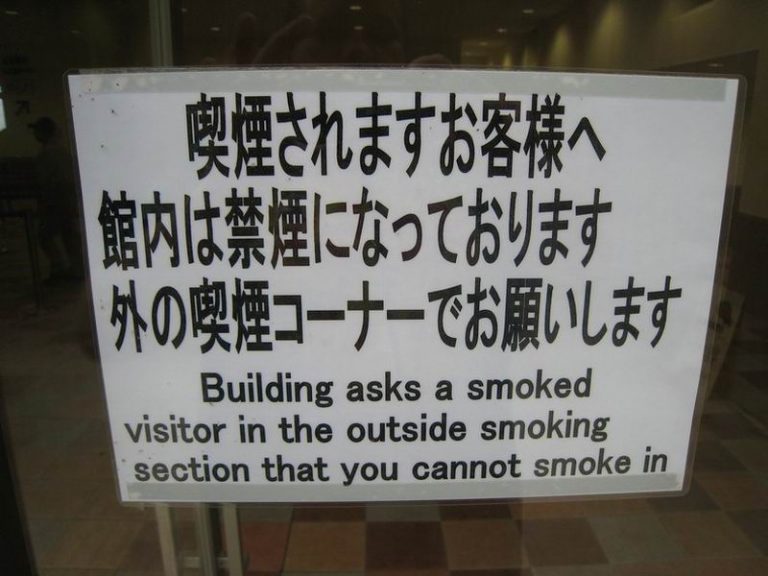 喫煙されますお客様へ
館内は禁煙になっております
外の喫煙コーナーでお願いします
Building asks a smoked
visitor in the outside smoking
section that you cannot smoke in